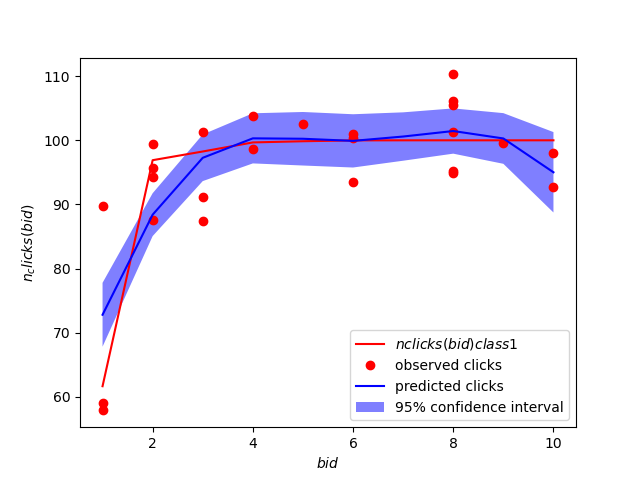 110
100
90
80
70
60
n_clicks(bid)
nclicks(bid)class1
observed clicks
predicted clicks
95% confidence interval
2 4 6 8 10
bid